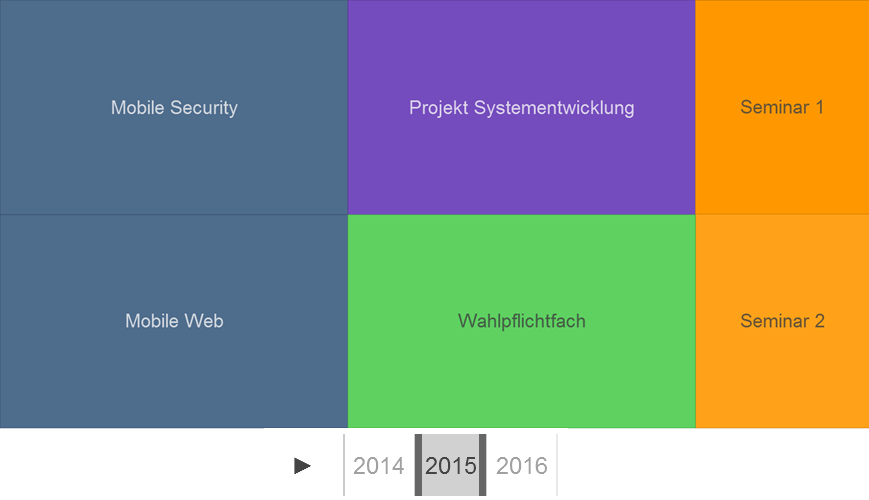 Mobile Security
Projekt Systementwicklung
Seminar 1
Mobile Web
Wahlpflichtfach
Seminar 2
2014 2015 2016